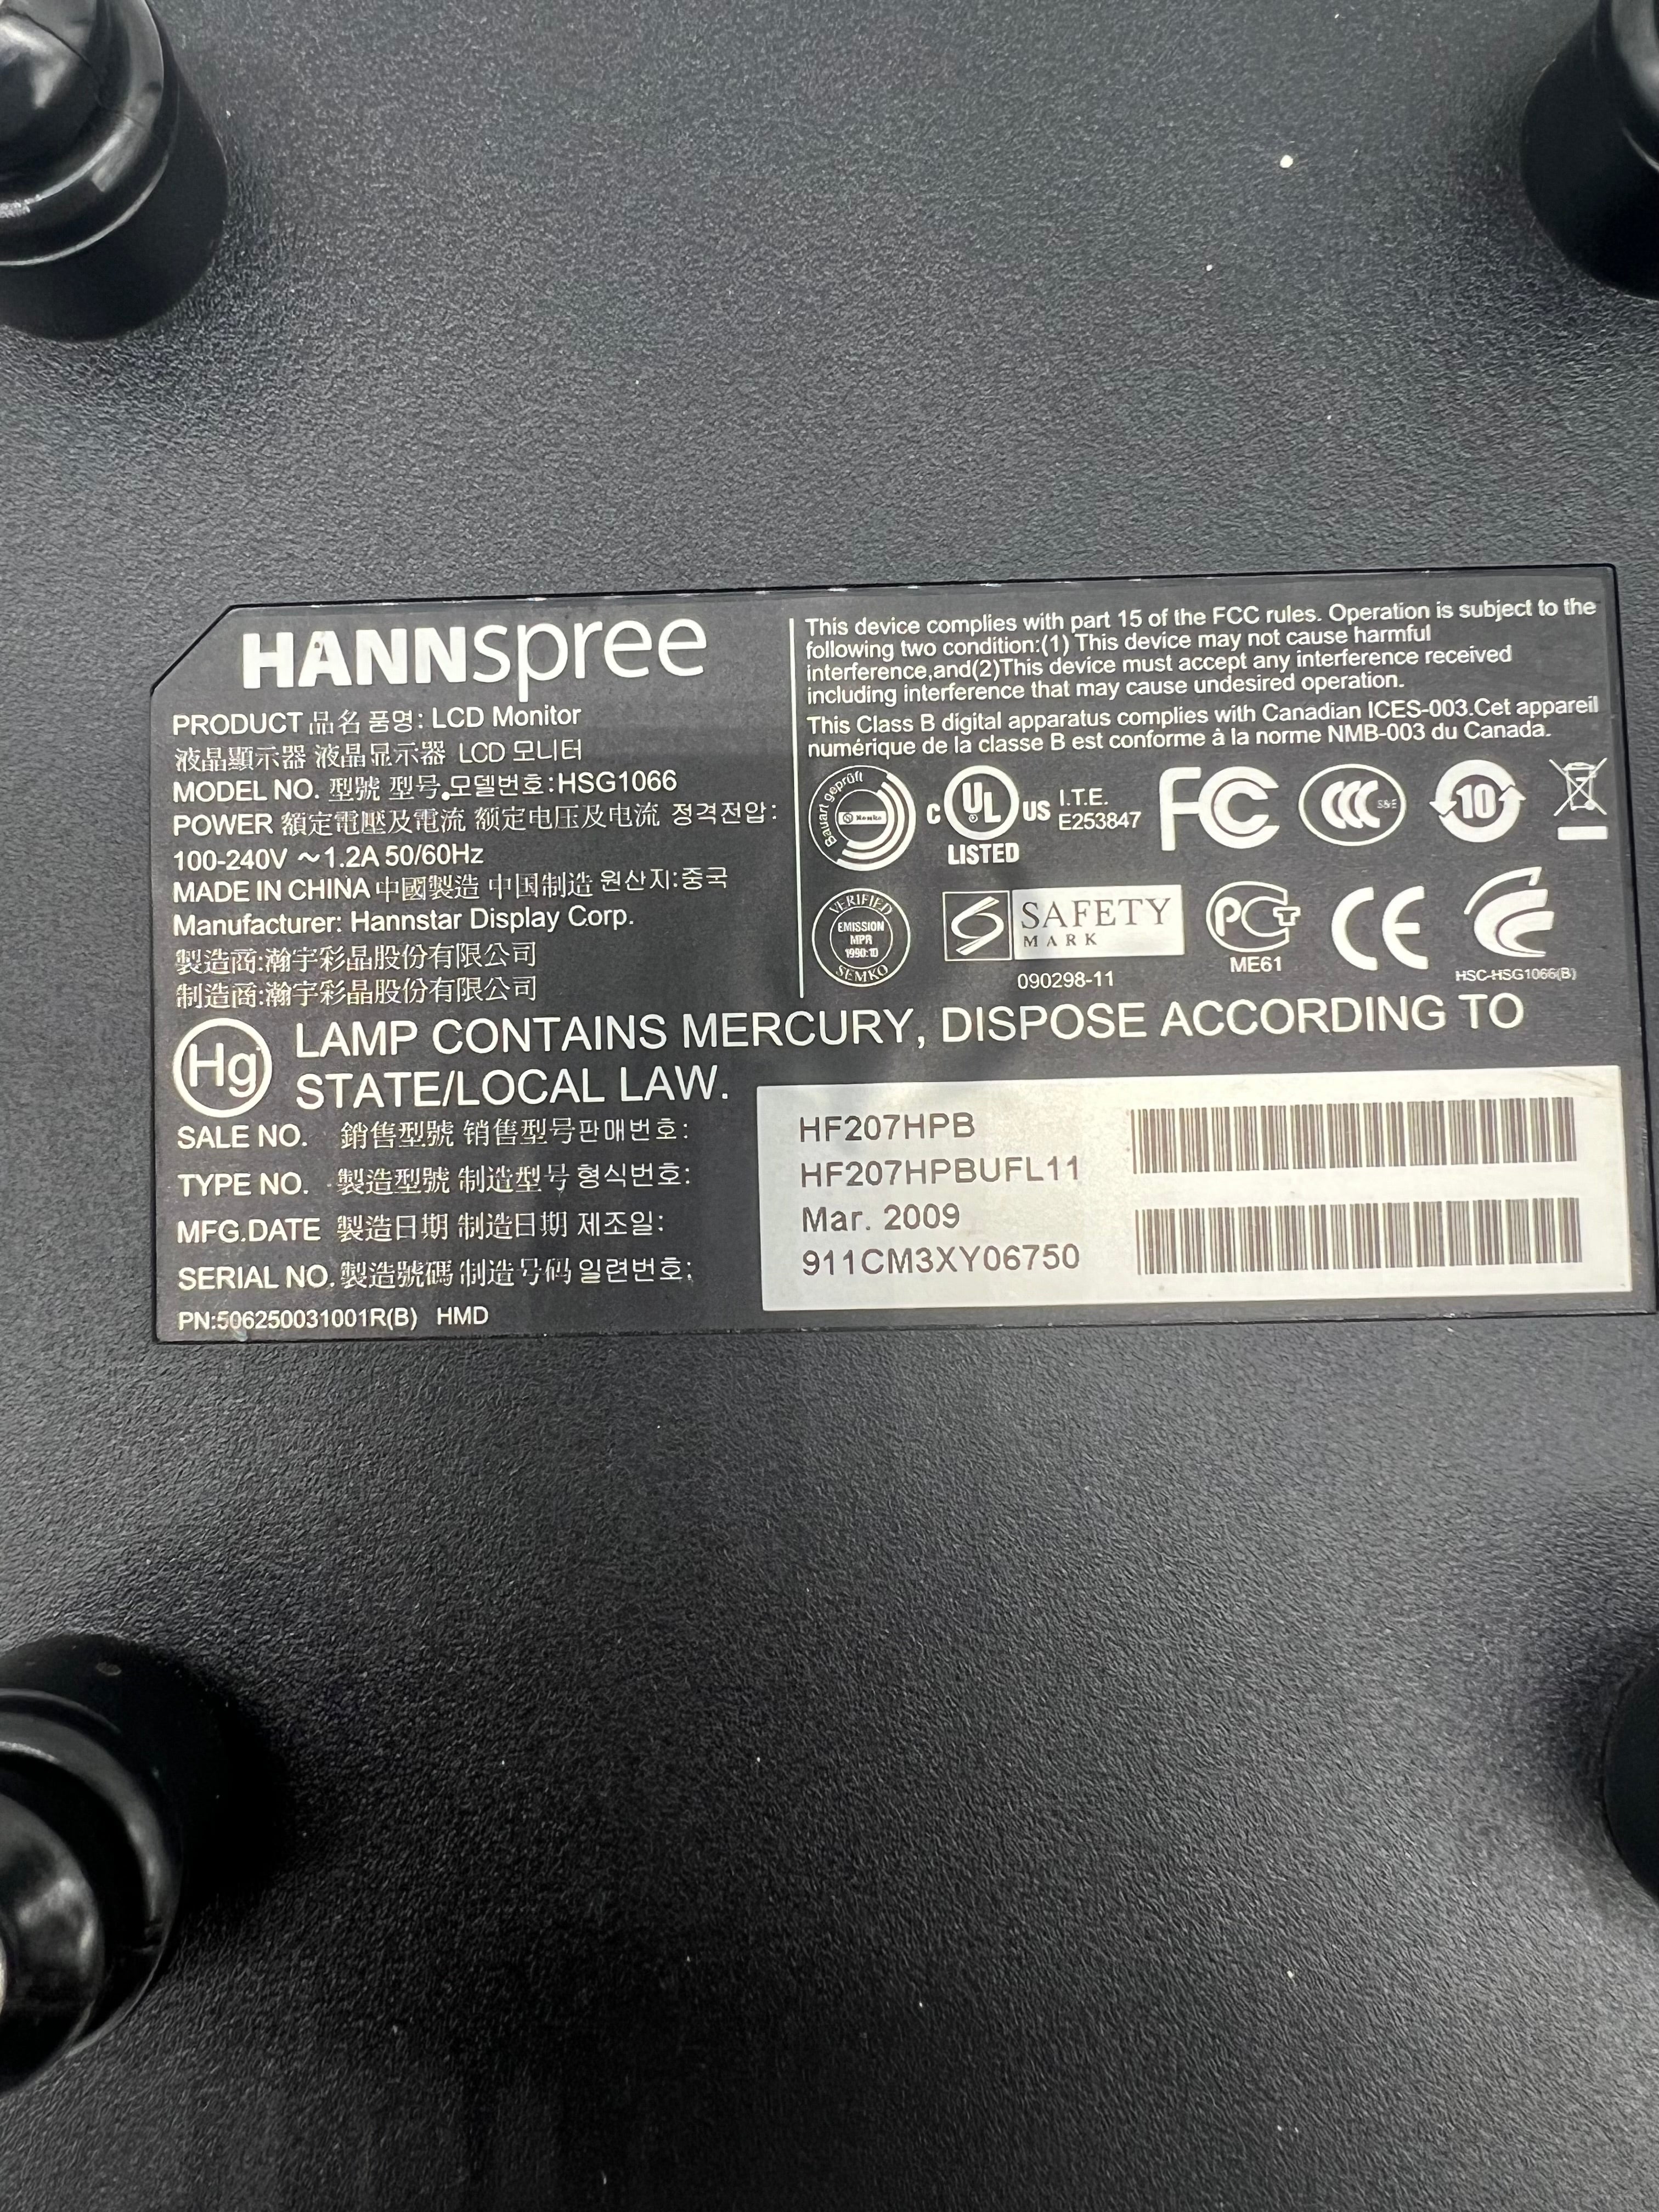 HANNspree
PRODUCT 品名 품명: LCD Monitor
液晶顯示器 液晶显示器 LCD 모니터
MODEL NO. 型號 型号 모델번호:HSG1066
POWER 額定電壓及電流 额定电压及电流 정격전압:
100-240V ～1.2A 50/60Hz
MADE IN CHINA 中國製造 中国制造 원산지:중국
Manufacturer: Hannstar Display Corp.
製造商:瀚宇彩晶股份有限公司
制造商:瀚宇彩晶股份有限公司
This device complies with part 15 of the FCC rules. Operation is subject to the
following two condition:(1) This device may not cause harmful
interference,and(2)This device must accept any interference received
including interference that may cause undesired operation.
This Class B digital apparatus complies with Canadian ICES-003.Cet appareil
numérique de la classe B est conforme à la norme NMB-003 du Canada.
Bauart geprüft
C UL US
LISTED
I.T.E.
E253847
FC
CCC S&E
10
VERIFIED
EMISSION
MPR
1990:10
SEMKO
S SAFETY
MARK
090298-11
PCT
ME61
CE
HSC-HSG1066(B)
Hg LAMP CONTAINS MERCURY, DISPOSE ACCORDING TO
STATE/LOCAL LAW.
SALE NO. 銷售型號 销售型号 판매번호: HF207HPB
TYPE NO. 製造型號 制造型号 형식번호: HF207HPBUFL11
MFG.DATE 製造日期 制造日期 제조일: Mar. 2009
SERIAL NO. 製造號碼 制造号码 일련번호: 911CM3XY06750
PN:506250031001R(B) HMD